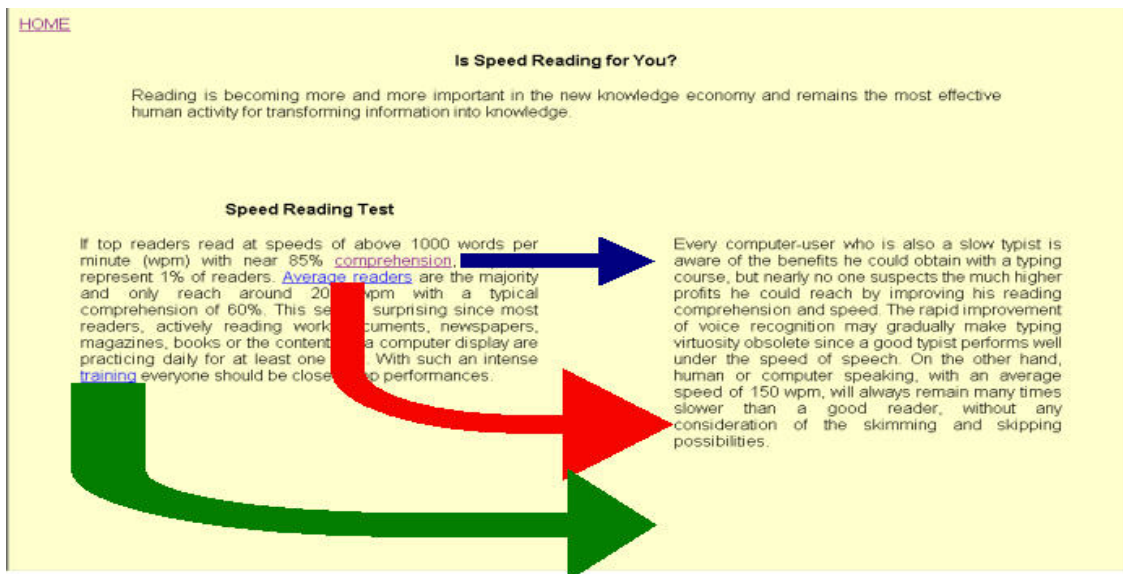 HOME
Is Speed Reading for You?
Reading is becoming more and more important in the new knowledge economy and remains the most effective
human activity for transforming information into knowledge.
Speed Reading Test
If top readers read at speeds of above 1000 words per
minute (wpm) with near 85% comprehension,
represent 1% of readers. Average readers are the majority
and only reach around wpm with a typical
comprehension of 60%. This surprising since most
readers, actively reading newspapers,
magazines, books or the a computer display are
practicing daily for at least one With such an intense
training everyone should be performances.
Every computer-user who is also a slow typist is
aware of the benefits he could obtain with a typing
course, but nearly no one suspects the much higher
profits he could reach by improving his reading
comprehension and speed. The rapid improvement
of voice recognition may gradually make typing
virtuosity obsolete since a good typist performs well
under the speed of speech. On the other hand,
human or computer speaking, with an average
speed of 150 wpm, will always remain many times
slower than a good reader, without any
consideration of the skimming and skipping
possibilities.